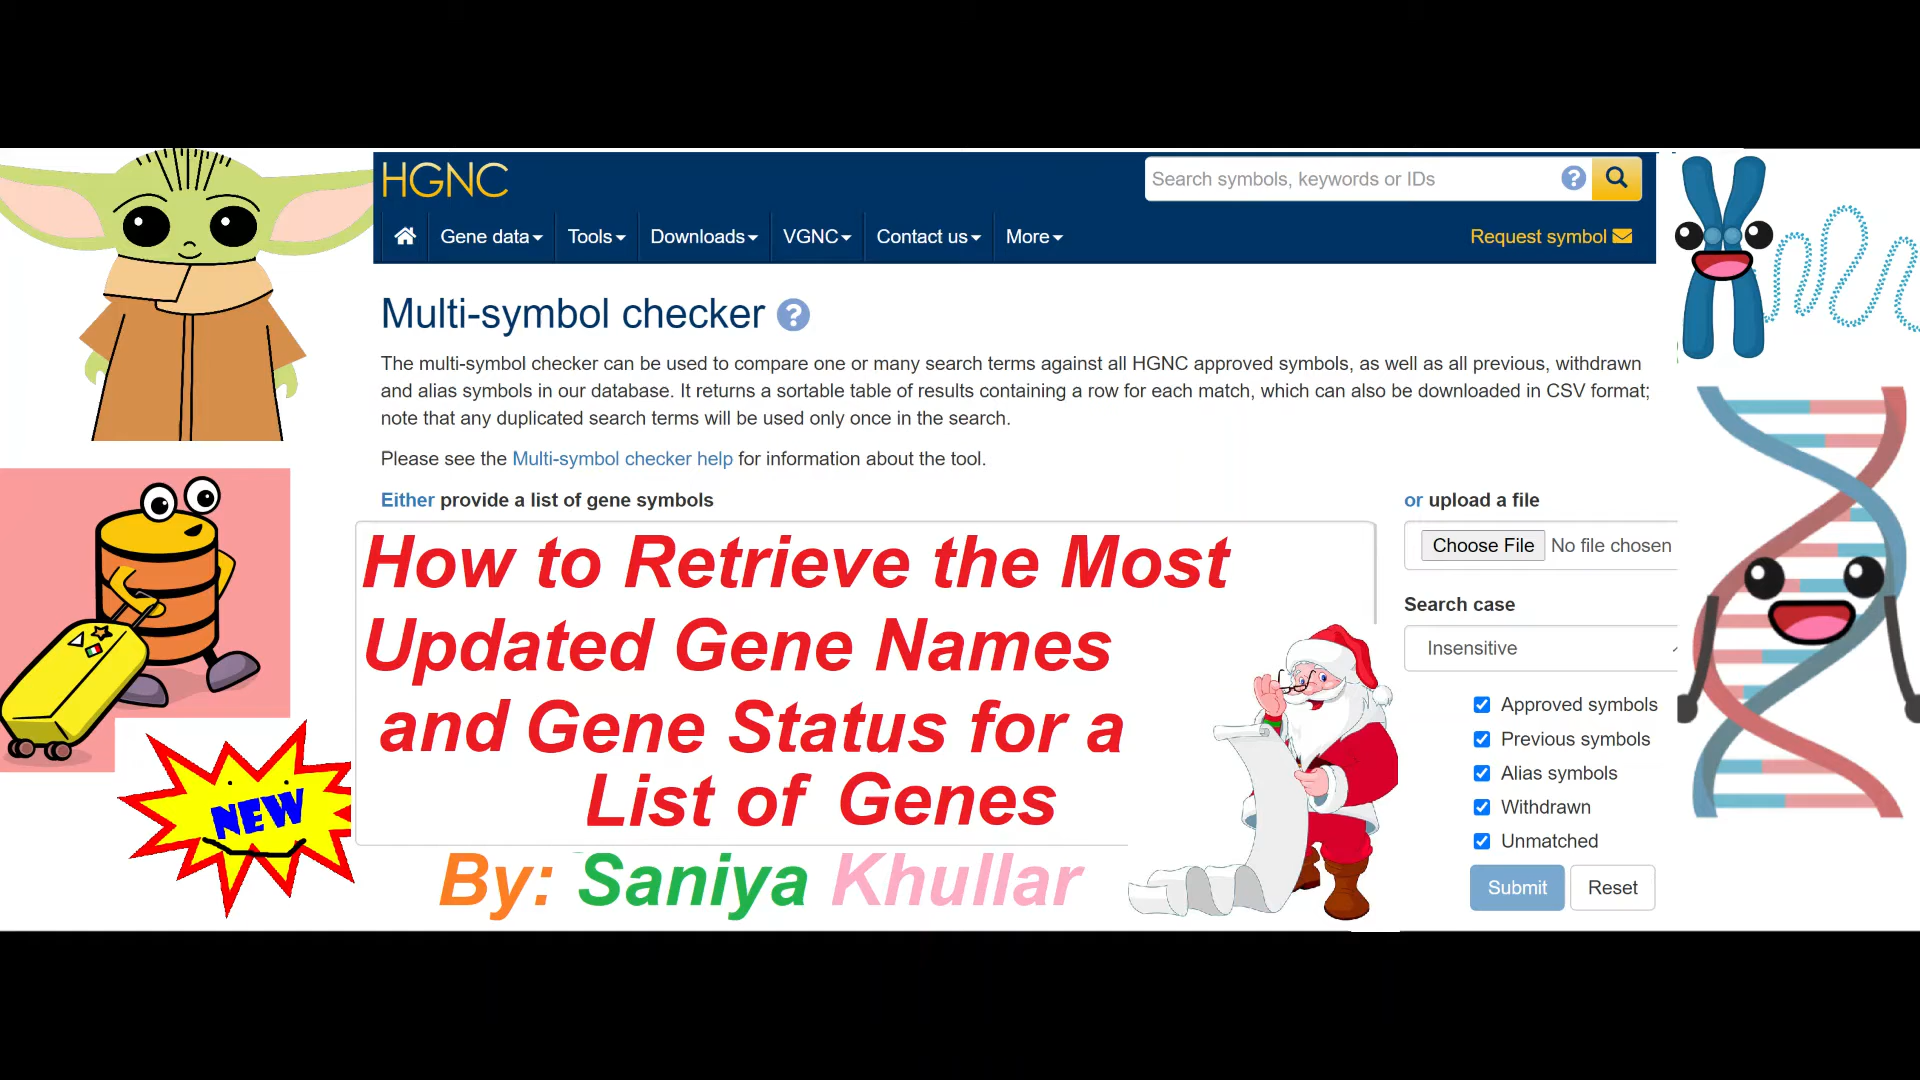 HGNC
Search symbols, keywords or IDs
?
Gene data
Tools
Downloads
VGNC
Contact us
More
Request symbol
Multi-symbol checker ?
The multi-symbol checker can be used to compare one or many search terms against all HGNC approved symbols, as well as all previous, withdrawn
and alias symbols in our database. It returns a sortable table of results containing a row for each match, which can also be downloaded in CSV format;
note that any duplicated search terms will be used only once in the search.
Please see the Multi-symbol checker help for information about the tool.
Either provide a list of gene symbols
or upload a file
Choose File No file chosen
Search case
Insensitive
Approved symbols
Previous symbols
Alias symbols
Withdrawn
Unmatched
Submit
Reset
How to Retrieve the Most
Updated Gene Names
and Gene Status for a
List of Genes
By: Saniya Khullar
NEW